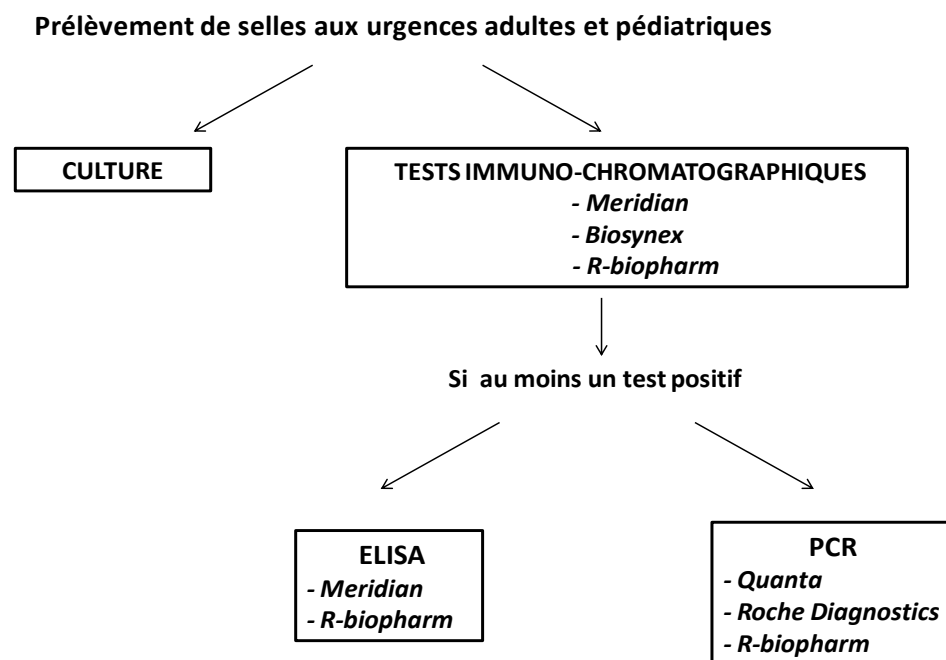 Prélèvement de selles aux urgences adultes et pédiatriques
CULTURE
TESTS IMMUNO-CHROMATOGRAPHIQUES
- Meridian
- Biosynex
- R-biopharm
Si au moins un test positif
ELISA
- Meridian
- R-biopharm
PCR
- Quanta
- Roche Diagnostics
- R-biopharm